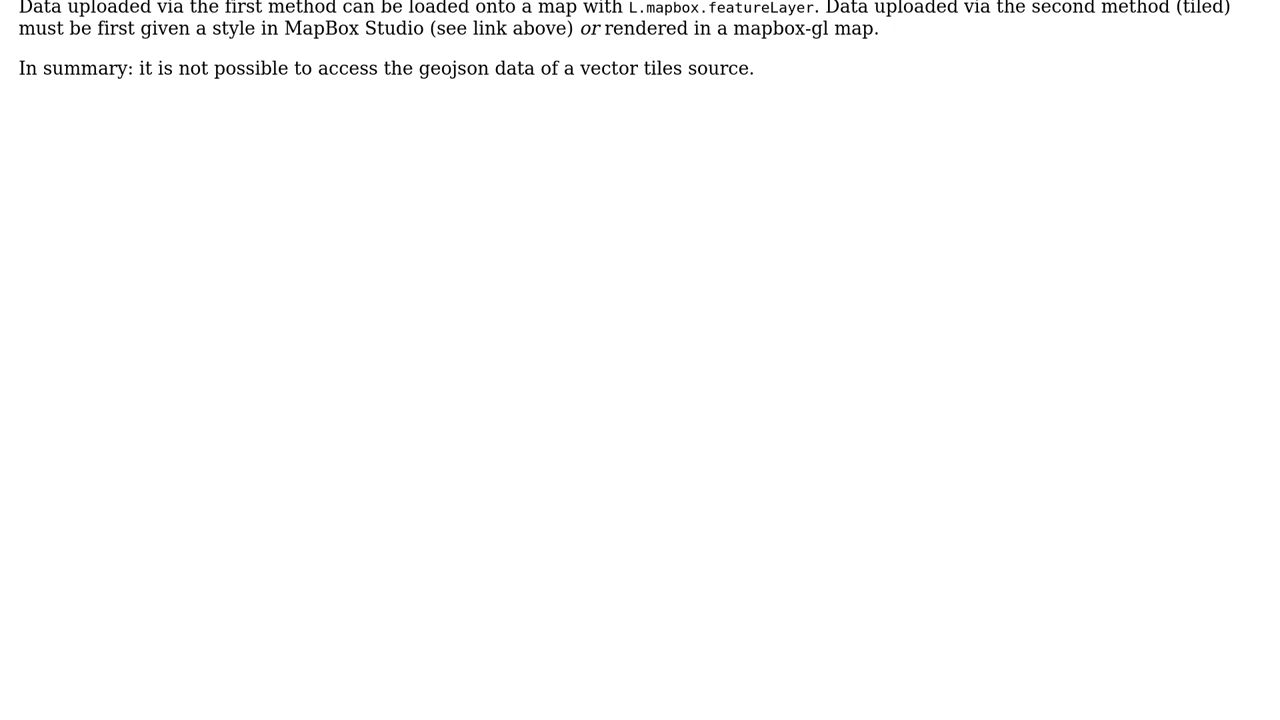 Data uploaded via the first method can be loaded onto a map with L.mapbox.featureLayer. Data uploaded via the second method (tiled)
must be first given a style in MapBox Studio (see link above) or rendered in a mapbox-gl map.
In summary: it is not possible to access the geojson data of a vector tiles source.